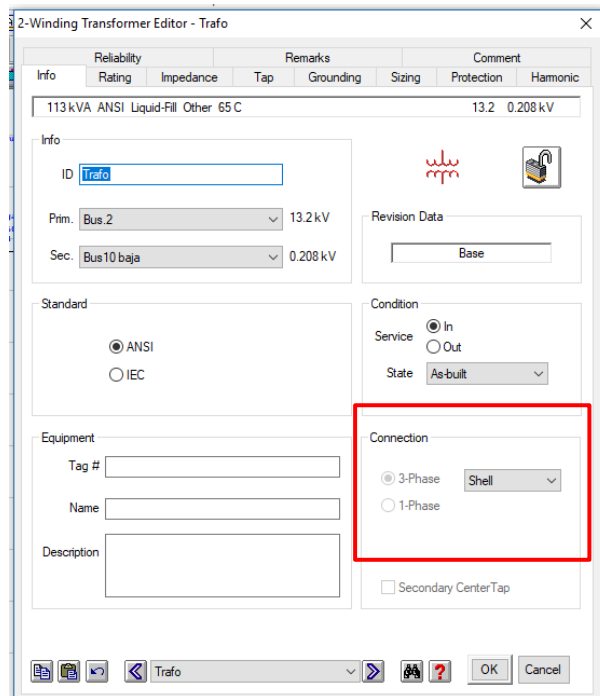 2-Winding Transformer Editor - Trafo
Reliability Remarks Comment
Info Rating Impedance Tap Grounding Sizing Protection Harmonic
113 kVA ANSI Liquid-Fill Other 65 C 13.2 0.208 kV
Info
ID Trafo
Prim. Bus.2 13.2 kV
Sec. Bus10 baja 0.208 kV
Revision Data
Base
Standard
ANSI
IEC
Condition
Service In
Out
State As-built
Equipment
Tag #
Name
Description
Connection
3-Phase Shell
1-Phase
Secondary CenterTap
Trafo
?
OK Cancel